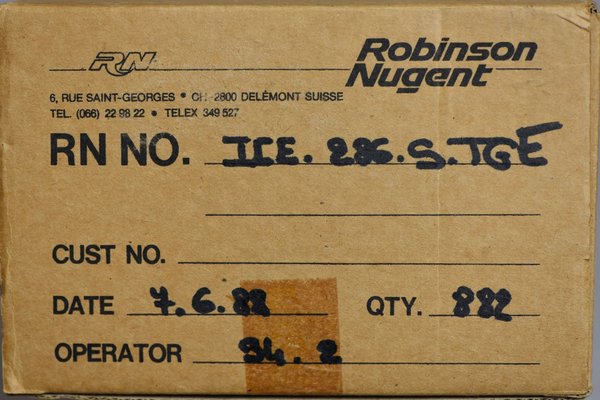 RN
Robinson
Nugent
6, RUE SAINT-GEORGES • CH-2800 DELÉMONT SUISSE
TEL. (066) 22 98 22 • TELEX 349 527
RN NO. ICE. 286. S. TGE
CUST NO.
DATE 7.6.88 QTY. 882
OPERATOR 94.2